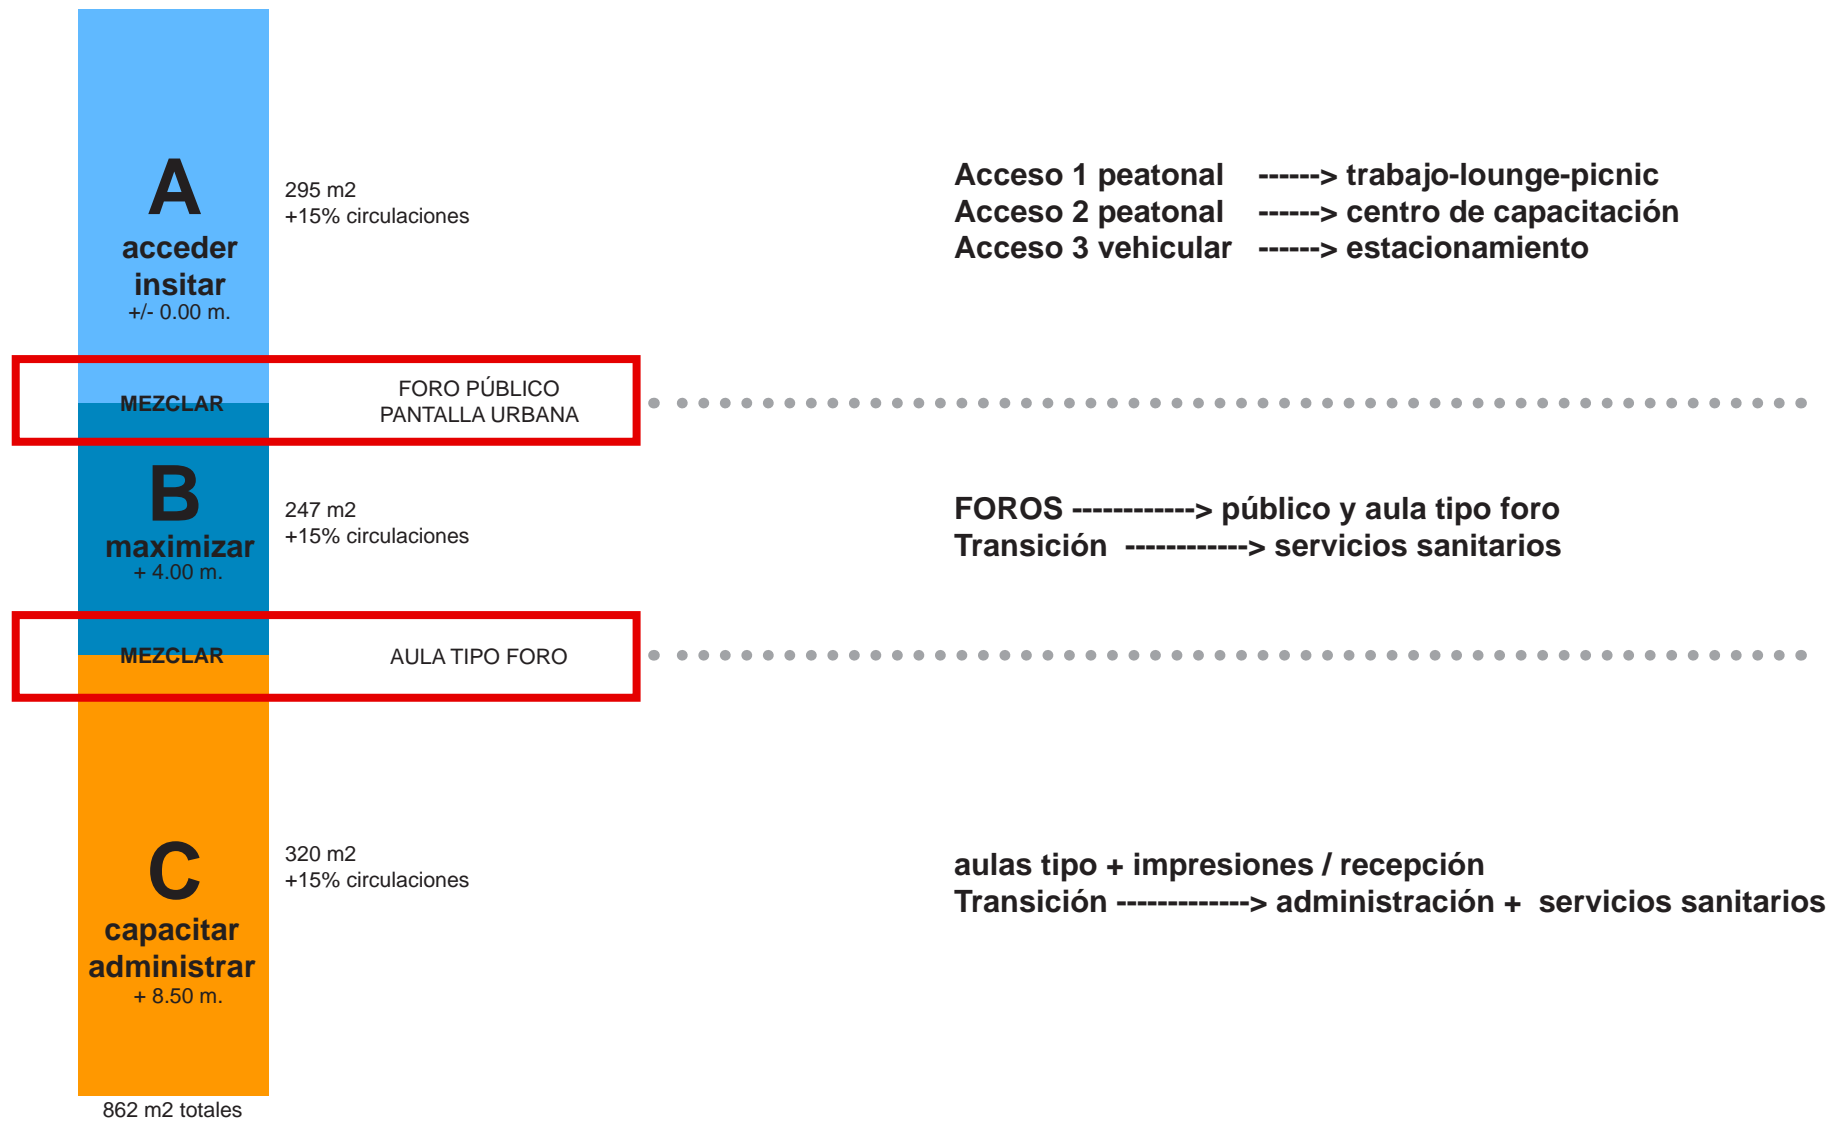 A
acceder
insitar
+/- 0.00 m.
295 m2
+15% circulaciones
Acceso 1 peatonal ------> trabajo-lounge-picnic
Acceso 2 peatonal ------> centro de capacitación
Acceso 3 vehicular ------> estacionamiento
MEZCLAR
FORO PÚBLICO
PANTALLA URBANA
B
maximizar
+ 4.00 m.
247 m2
+15% circulaciones
FOROS ------------> público y aula tipo foro
Transición ------------> servicios sanitarios
MEZCLAR
AULA TIPO FORO
C
capacitar
administrar
+ 8.50 m.
320 m2
+15% circulaciones
aulas tipo + impresiones / recepción
Transición -------------> administración + servicios sanitarios
862 m2 totales